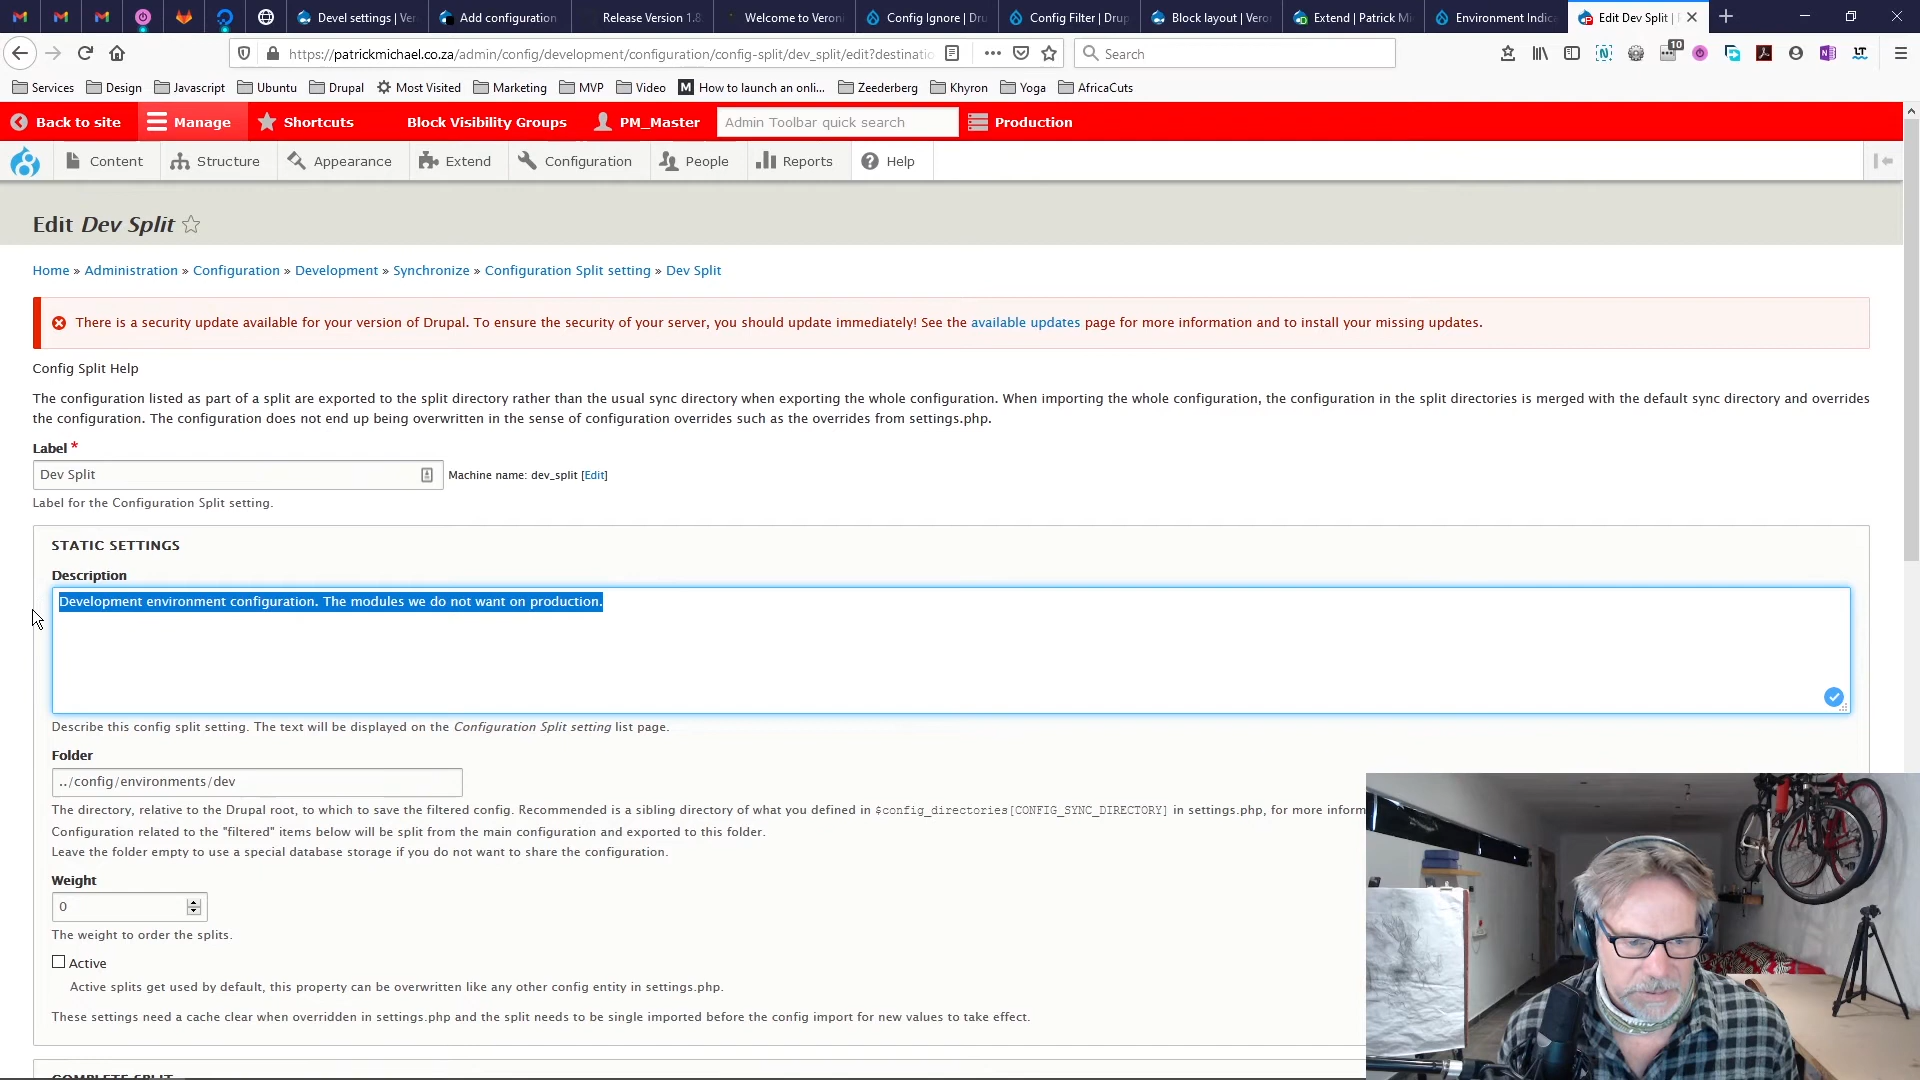 Devel settings | Ver
Add configuration
Release Version 1.8.
Welcome to Veroni
Config Ignore | Dru
Config Filter | Drup
Block layout | Vero
Extend | Patrick Mi
Environment Indic
Edit Dev Split |
https://patrickmichael.co.za/admin/config/development/configuration/config-split/dev_split/edit?destinatio
Search
10
Services
Design
Javascript
Ubuntu
Drupal
Most Visited
Marketing
MVP
Video
M How to launch an onli...
Zeederberg
Khyron
Yoga
AfricaCuts
Back to site
Manage
Shortcuts
Block Visibility Groups
PM_Master
Admin Toolbar quick search
Production
Content
Structure
Appearance
Extend
Configuration
People
Reports
Help
Edit Dev Split
Home » Administration » Configuration » Development » Synchronize » Configuration Split setting » Dev Split
There is a security update available for your version of Drupal. To ensure the security of your server, you should update immediately! See the available updates page for more information and to install your missing updates.
Config Split Help
The configuration listed as part of a split are exported to the split directory rather than the usual sync directory when exporting the whole configuration. When importing the whole configuration, the configuration in the split directories is merged with the default sync directory and overrides
the configuration. The configuration does not end up being overwritten in the sense of configuration overrides such as the overrides from settings.php.
Label *
Dev Split
Machine name: dev_split [Edit]
Label for the Configuration Split setting.
STATIC SETTINGS
Description
Development environment configuration. The modules we do not want on production.
Describe this config split setting. The text will be displayed on the Configuration Split setting list page.
Folder
../config/environments/dev
The directory, relative to the Drupal root, to which to save the filtered config. Recommended is a sibling directory of what you defined in $config_directories[CONFIG_SYNC_DIRECTORY] in settings.php, for more inform
Configuration related to the "filtered" items below will be split from the main configuration and exported to this folder.
Leave the folder empty to use a special database storage if you do not want to share the configuration.
Weight
0
The weight to order the splits.
Active
Active splits get used by default, this property can be overwritten like any other config entity in settings.php.
These settings need a cache clear when overridden in settings.php and the split needs to be single imported before the config import for new values to take effect.
COMPLETE SPLIT